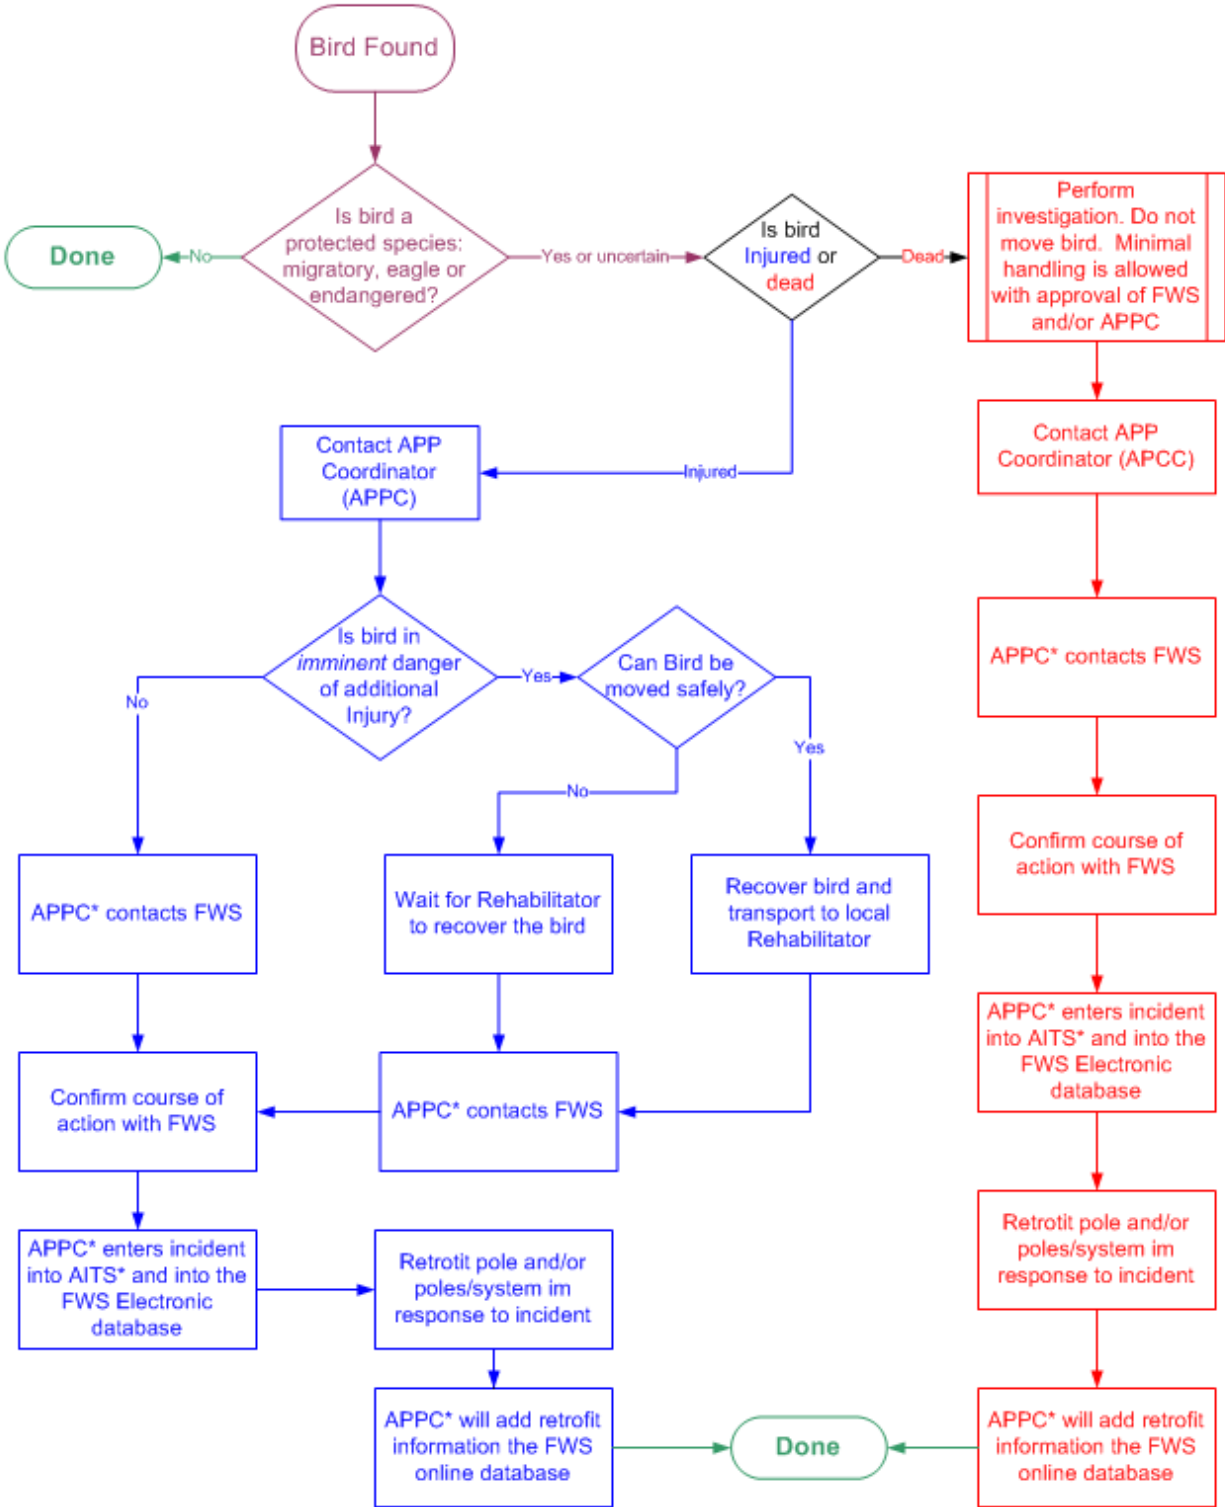 Bird Found
Is bird a
protected species:
migratory, eagle or
endangered?
No
Done
Yes or uncertain
Is bird
Injured or
dead
Dead
Perform
investigation. Do not
move bird. Minimal
handling is allowed
with approval of FWS
and/or APPC
Contact APP
Coordinator (APCC)
APPC* contacts FWS
Confirm course of
action with FWS
APPC* enters incident
into AITS* and into the
FWS Electronic
database
Retrotit pole and/or
poles/system im
response to incident
APPC* will add retrofit
information the FWS
online database
Injured
Contact APP
Coordinator
(APPC)
Is bird in
imminent danger
of additional
Injury?
Yes
Can Bird be
moved safely?
No
Yes
No
APPC* contacts FWS
Wait for Rehabilitator
to recover the bird
Recover bird and
transport to local
Rehabilitator
Confirm course of
action with FWS
APPC* contacts FWS
APPC* enters incident
into AITS* and into the
FWS Electronic
database
Retrotit pole and/or
poles/system im
response to incident
APPC* will add retrofit
information the FWS
online database
Done